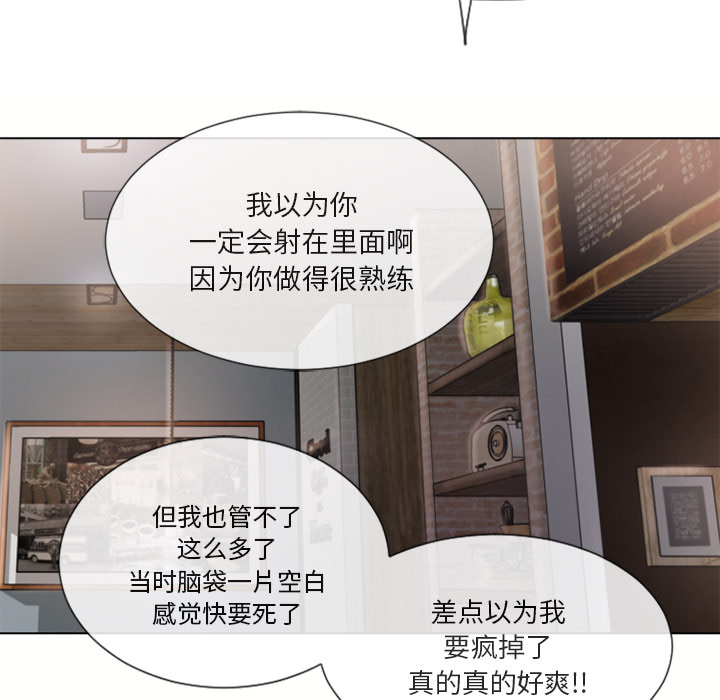 我以为你
一定会射在里面啊
因为你做得很熟练
Hand Drip
但我也管不了
这么多了
当时脑袋一片空白
感觉快要死了
差点以为我
要疯掉了
真的真的好爽!!